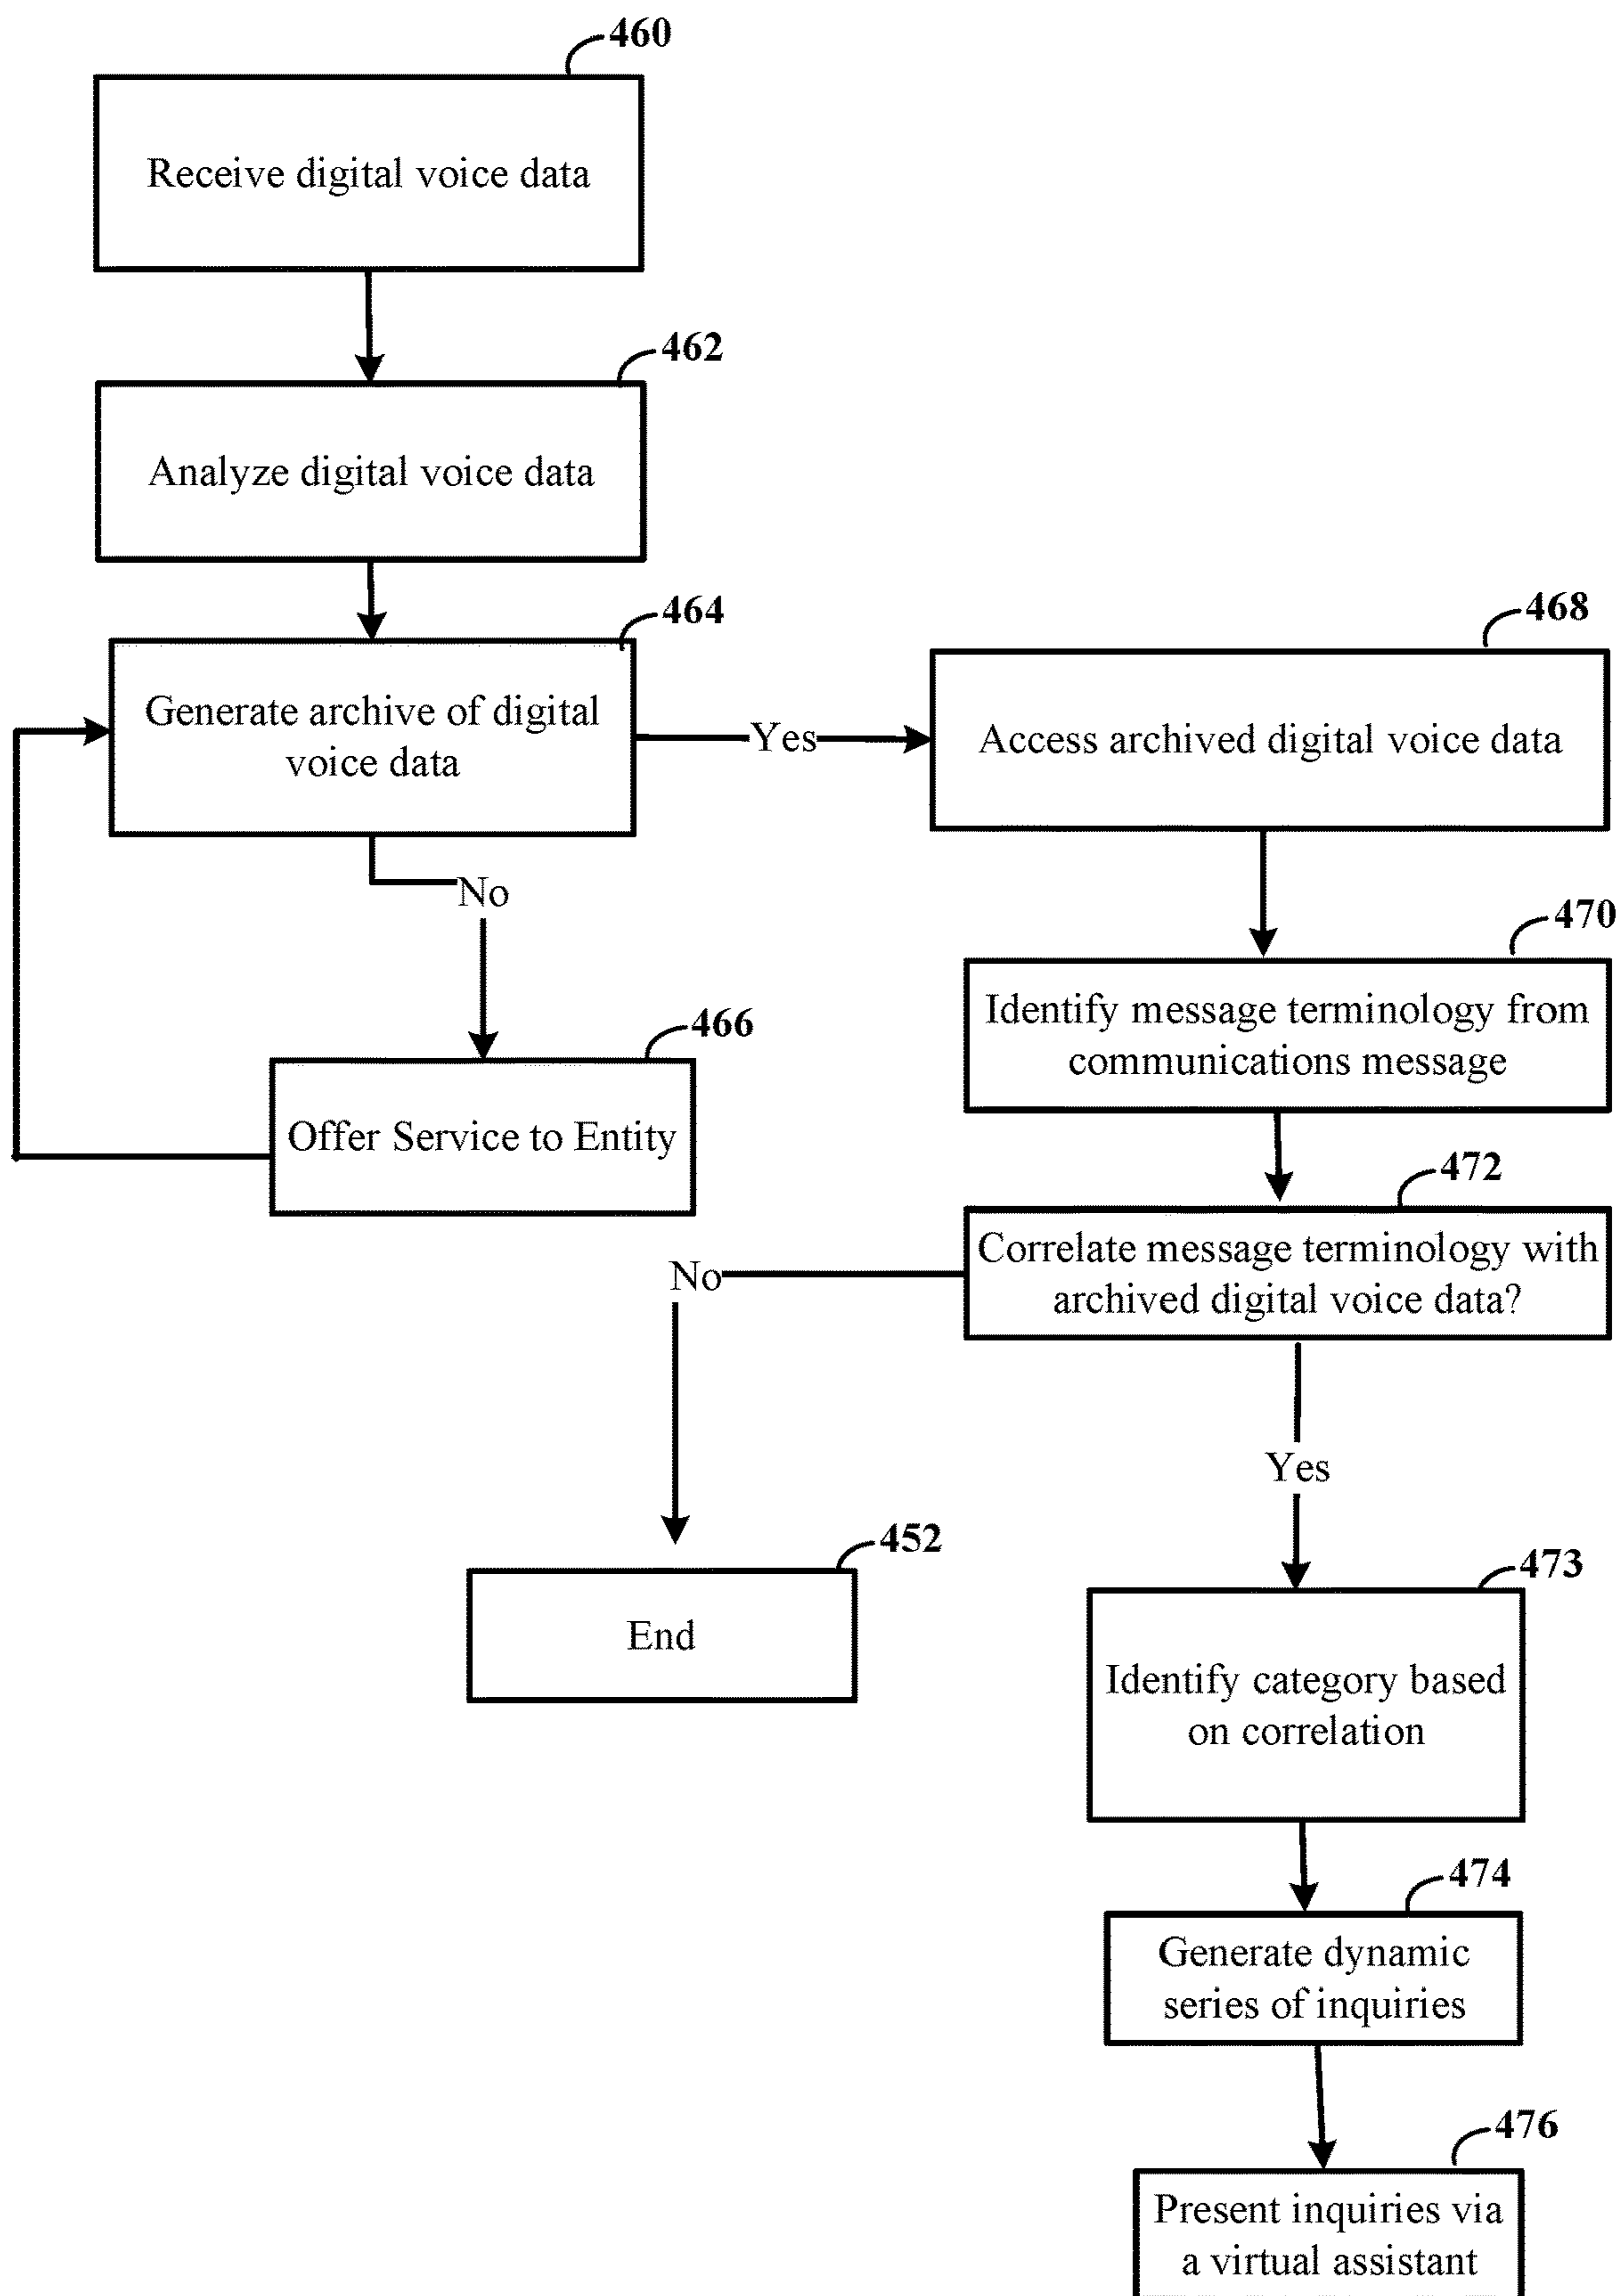 460
Receive digital voice data
462
Analyze digital voice data
464
Generate archive of digital
voice data
Yes
468
Access archived digital voice data
No
470
Identify message terminology from
communications message
466
Offer Service to Entity
472
Correlate message terminology with
archived digital voice data?
No
Yes
452
End
473
Identify category based
on correlation
474
Generate dynamic
series of inquiries
476
Present inquiries via
a virtual assistant